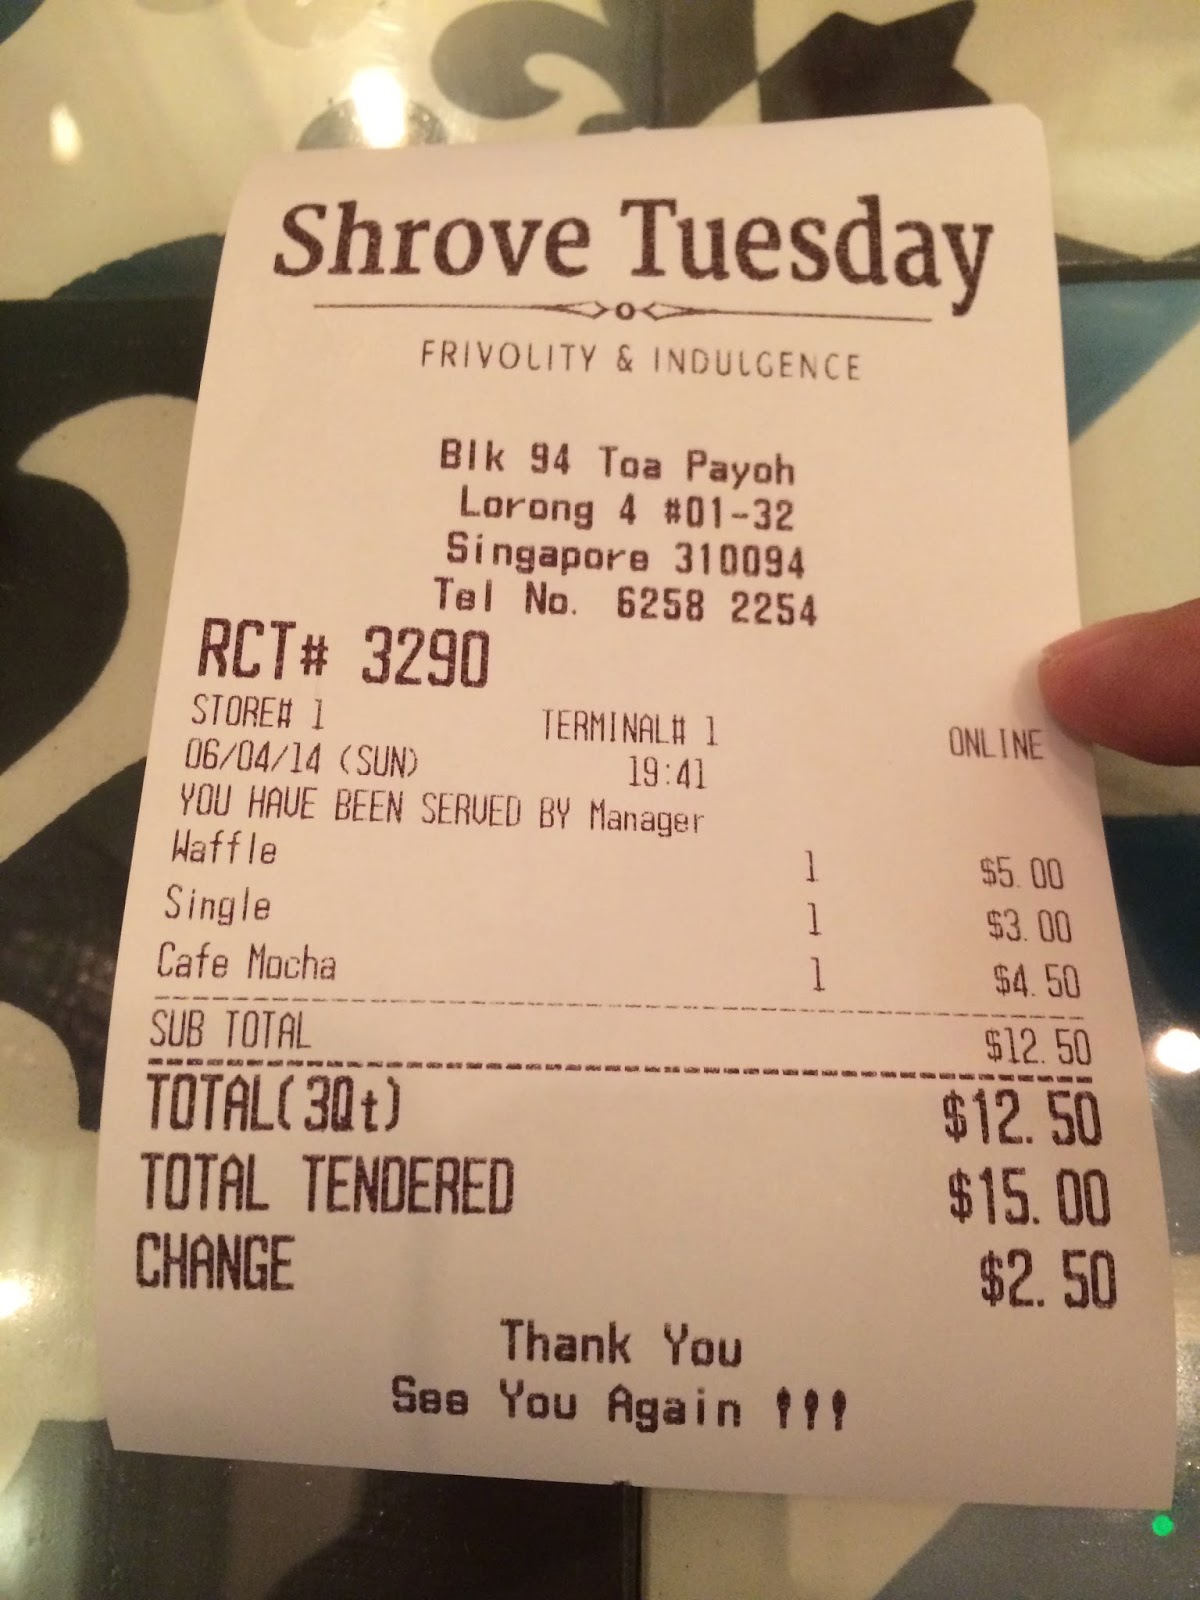 Shrove Tuesday
FRIVOLITY & INDULGENCE
Blk 94 Toa Payoh
Lorong 4 #01-32
Singapore 310094
Tel No. 6258 2254
RCT# 3290
STORE# 1 TERMINAL# 1 ONLINE
06/04/14 (SUN) 19:41
YOU HAVE BEEN SERVED BY Manager
Waffle 1 $5.00
Single 1 $3.00
Cafe Mocha 1 $4.50
SUB TOTAL $12.50
TOTAL(3Qt) $12.50
TOTAL TENDERED $15.00
CHANGE $2.50
Thank You
See You Again !!!